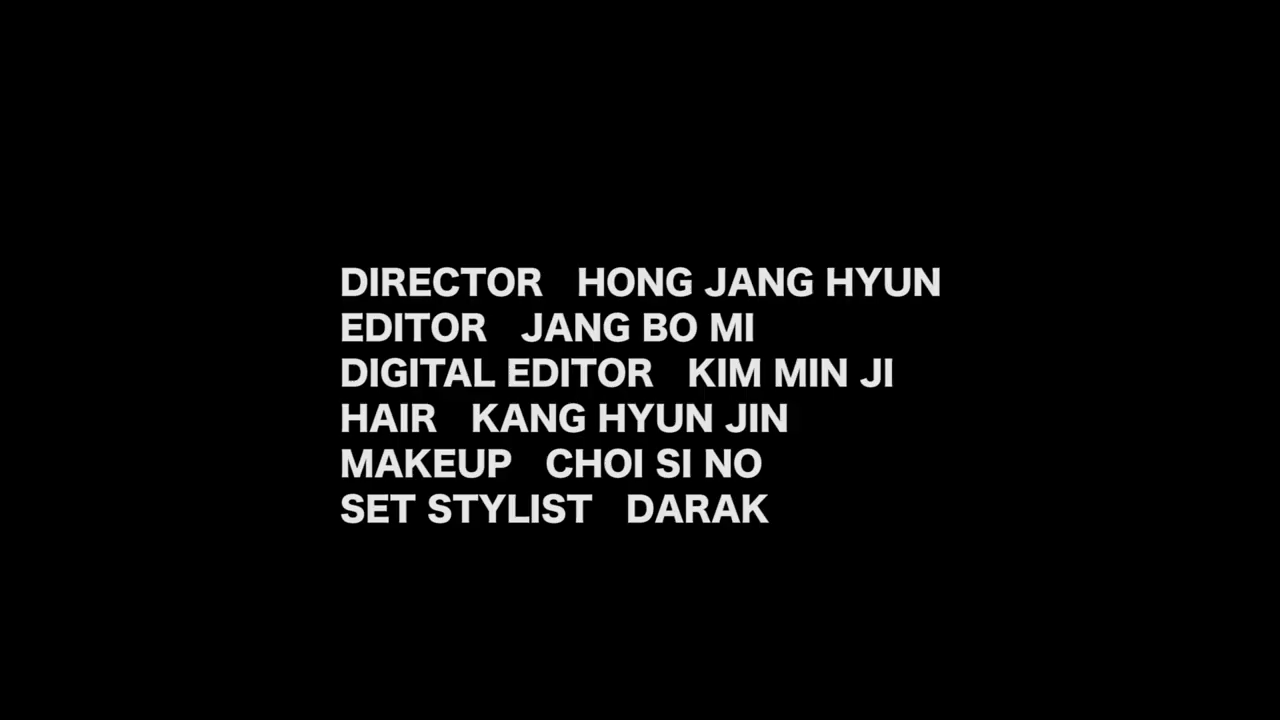 DIRECTOR   HONG JANG HYUN
EDITOR   JANG BO MI
DIGITAL EDITOR   KIM MIN JI
HAIR   KANG HYUN JIN
MAKEUP   CHOI SI NO
SET STYLIST   DARAK